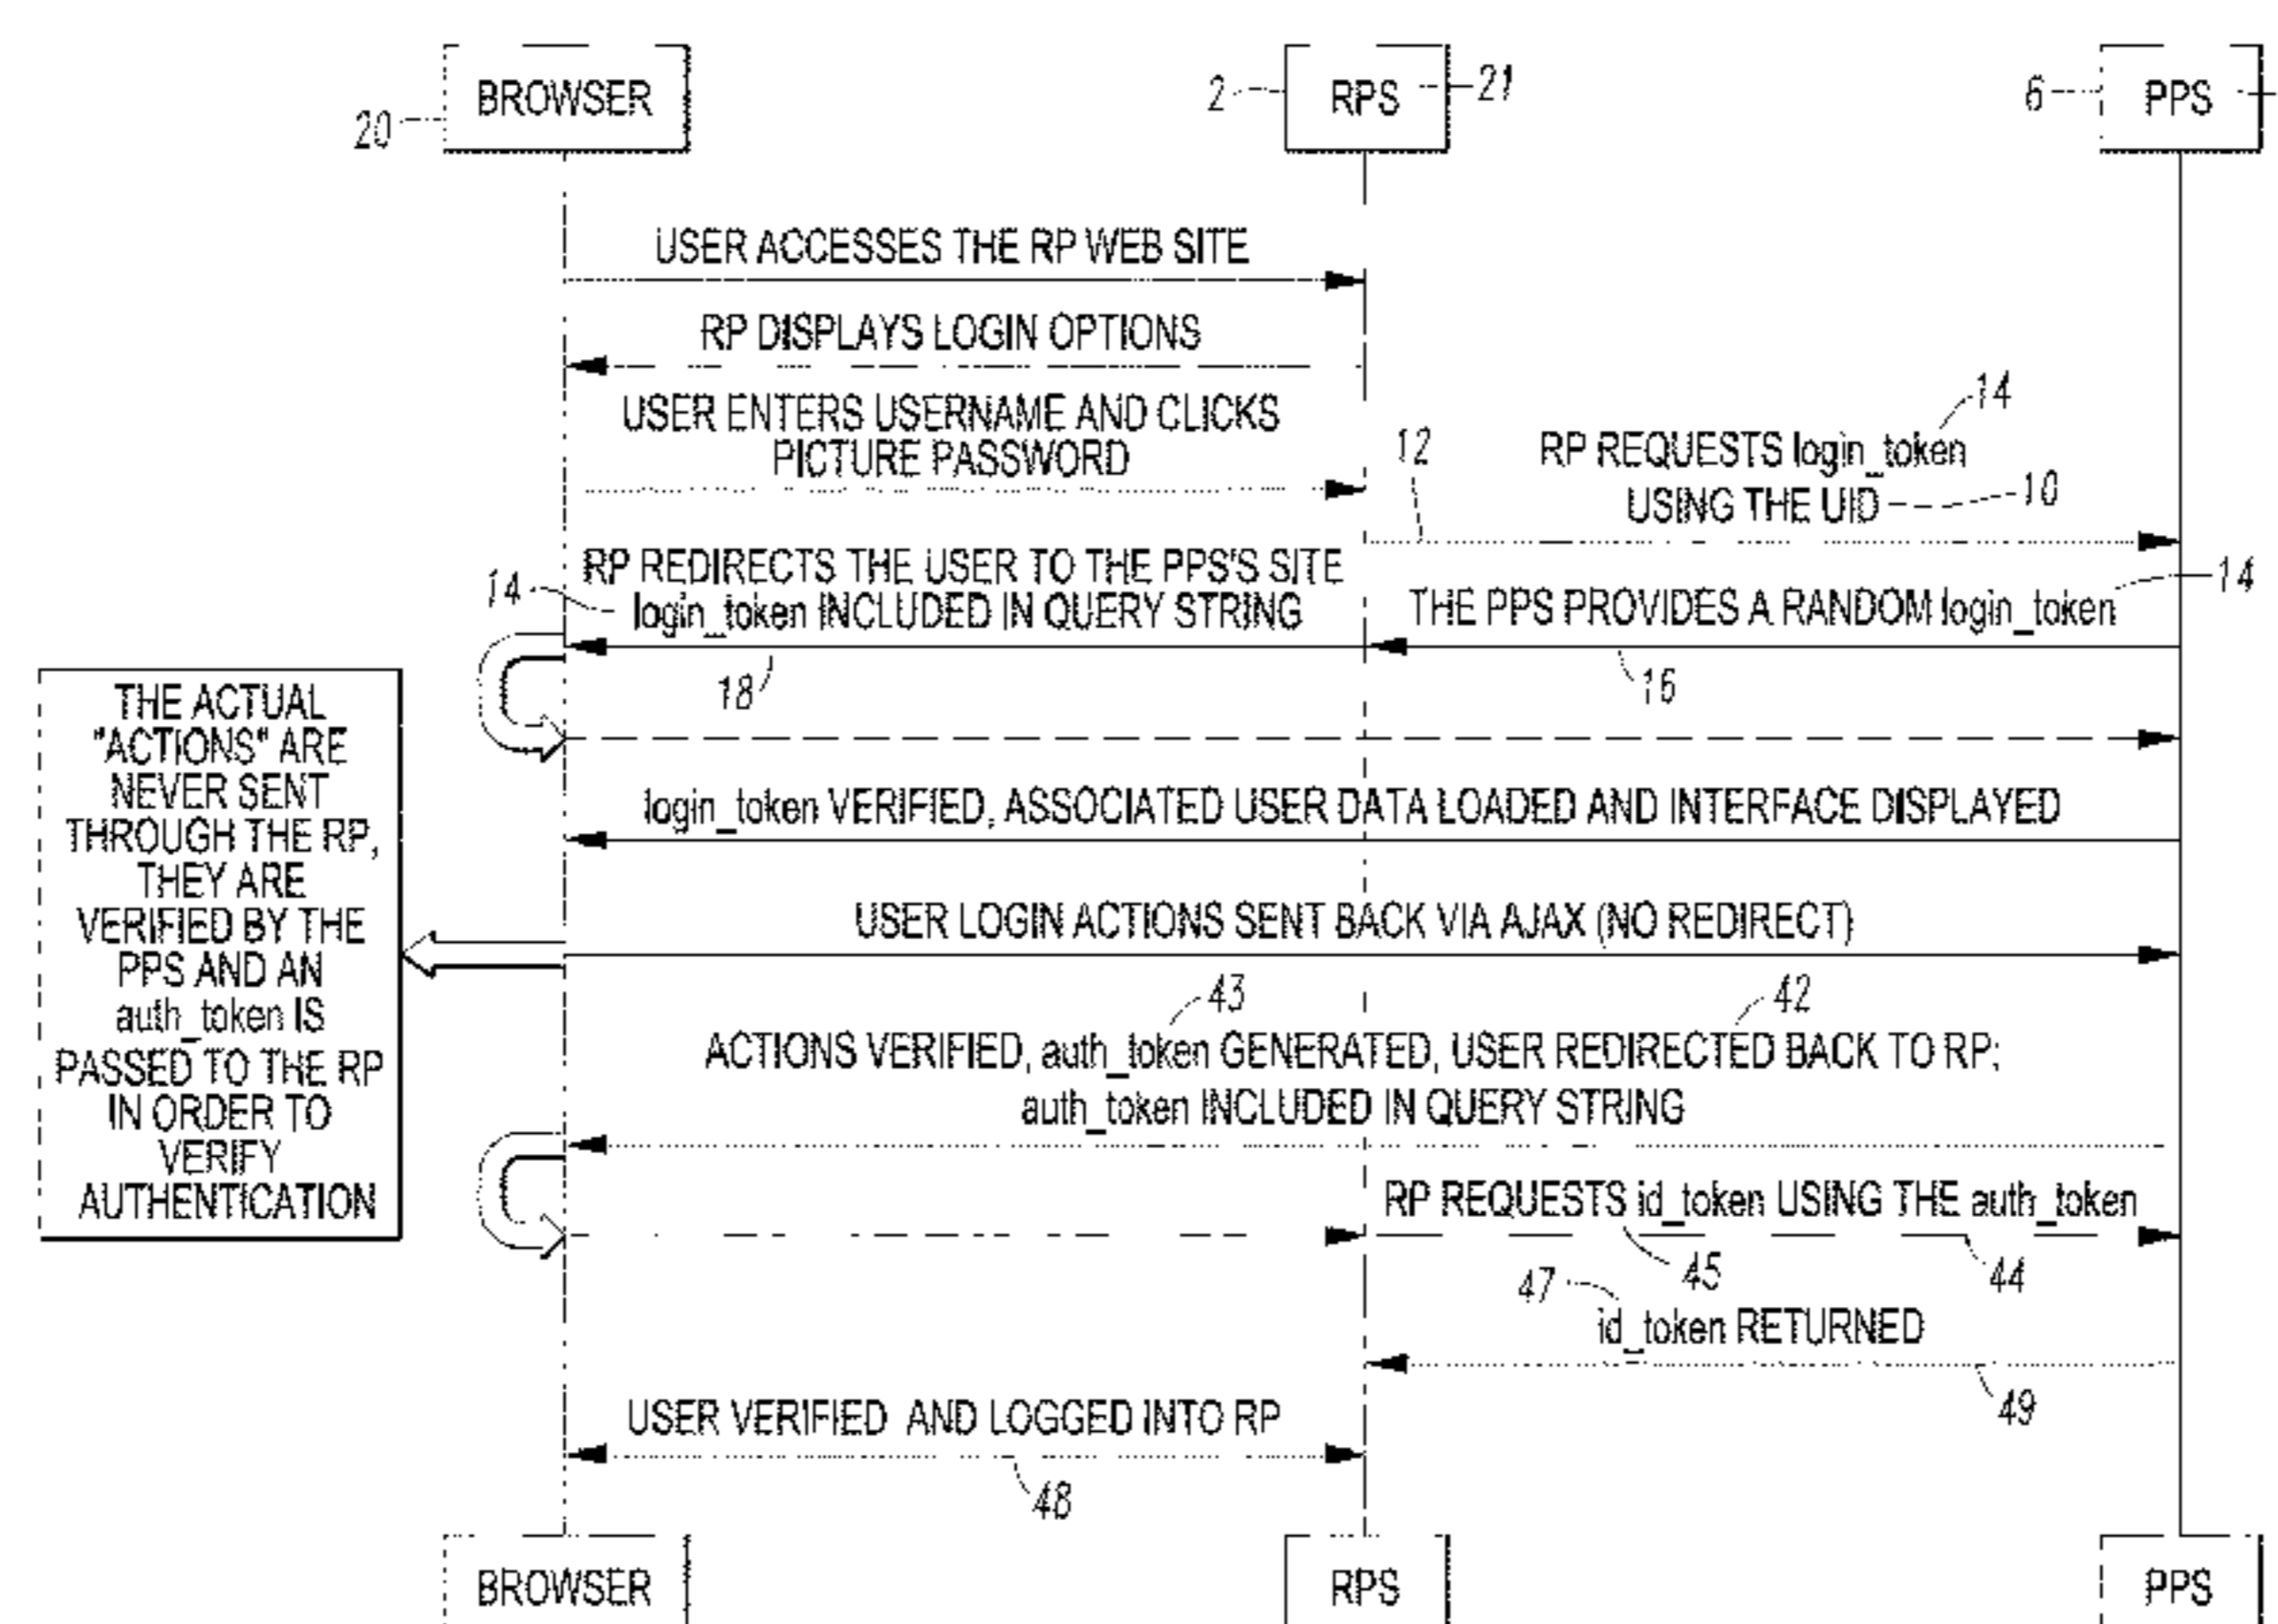 BROWSER
20
2
RPS
21
6
PPS
USER ACCESSES THE RP WEB SITE
RP DISPLAYS LOGIN OPTIONS
USER ENTERS USERNAME AND CLICKS
PICTURE PASSWORD
12
RP REQUESTS login_token
14
USING THE UID
10
RP REDIRECTS THE USER TO THE PPS'S SITE
14
login_token INCLUDED IN QUERY STRING
THE PPS PROVIDES A RANDOM login_token
14
18
16
THE ACTUAL
"ACTIONS" ARE
NEVER SENT
THROUGH THE RP,
THEY ARE
VERIFIED BY THE
PPS AND AN
auth_token IS
PASSED TO THE RP
IN ORDER TO
VERIFY
AUTHENTICATION
login_token VERIFIED, ASSOCIATED USER DATA LOADED AND INTERFACE DISPLAYED
USER LOGIN ACTIONS SENT BACK VIA AJAX (NO REDIRECT)
43
42
ACTIONS VERIFIED, auth_token GENERATED, USER REDIRECTED BACK TO RP;
auth_token INCLUDED IN QUERY STRING
RP REQUESTS id_token USING THE auth_token
45
44
47
id_token RETURNED
49
USER VERIFIED AND LOGGED INTO RP
48
BROWSER
RPS
PPS